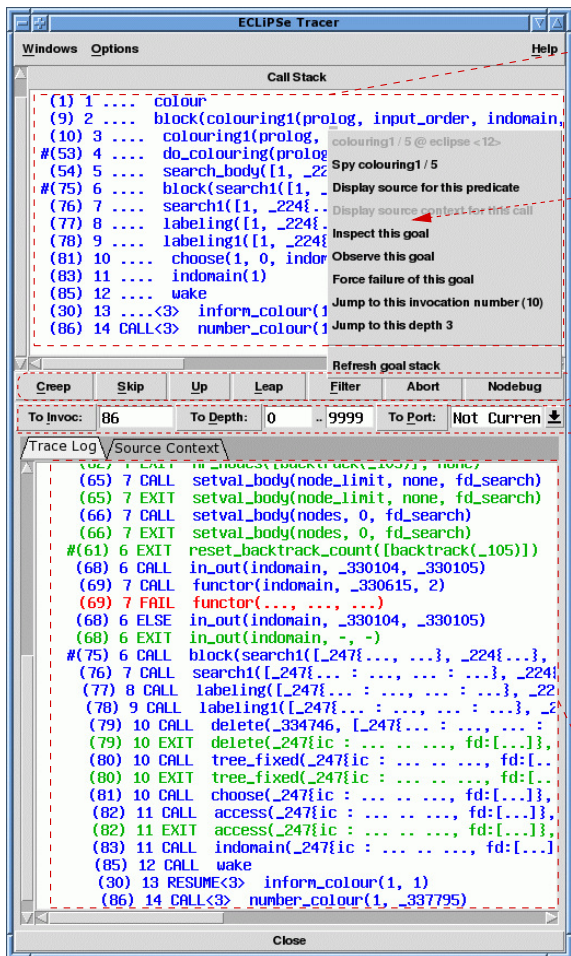 ECLiPSe Tracer
Windows Options Help
Call Stack
(1) 1 .... colour
(9) 2 .... block(colouring1(prolog, input_order, indomain,
(10) 3 .... colouring1(prolog,
#(53) 4 .... do_colouring(prolog
(54) 5 .... search_body([1, _22
#(75) 6 .... block(search1([1, _
(76) 7 .... search1([1, _224{..
(77) 8 .... labeling([1, _224{.
(78) 9 .... labeling1([1, _224{
(81) 10 .... choose(1, 0, indom
(83) 11 .... indomain(1)
(85) 12 .... wake
(30) 13 ....<3> inform_colour(1
(86) 14 CALL<3> number_colour(1
colouring1 / 5 @ eclipse <12>
Spy colouring1 / 5
Display source for this predicate
Display source context for this call
Inspect this goal
Observe this goal
Force failure of this goal
Jump to this invocation number (10)
Jump to this depth 3
Refresh goal stack
Creep Skip Up Leap Filter Abort Nodebug
To Invoc: 86 To Depth: 0 .. 9999 To Port: Not Curren
Trace Log Source Context
(62) 7 EXIT nr_nodes([backtrack(_105)], none)
(65) 7 CALL setval_body(node_limit, none, fd_search)
(65) 7 EXIT setval_body(node_limit, none, fd_search)
(66) 7 CALL setval_body(nodes, 0, fd_search)
(66) 7 EXIT setval_body(nodes, 0, fd_search)
#(61) 6 EXIT reset_backtrack_count([backtrack(_105)])
(68) 6 CALL in_out(indomain, _330104, _330105)
(69) 7 CALL functor(indomain, _330615, 2)
(69) 7 FAIL functor(..., ..., ...)
(68) 6 ELSE in_out(indomain, _330104, _330105)
(68) 6 EXIT in_out(indomain, -, -)
#(75) 6 CALL block(search1([_247{..., ...}, _224{...},
(76) 7 CALL search1([_247{... : ..., ... : ...}, _224{
(77) 8 CALL labeling([_247{... : ..., ... : ...}, _22
(78) 9 CALL labeling1([_247{... : ..., ... : ...}, _2
(79) 10 CALL delete(_334746, [_247{... : ..., ... :
(79) 10 EXIT delete(_247{ic : ... .. ..., fd:[...]},
(80) 10 CALL tree_fixed(_247{ic : ... .. ..., fd:[..
(80) 10 EXIT tree_fixed(_247{ic : ... .. ..., fd:[..
(81) 10 CALL choose(_247{ic : ... .. ..., fd:[...]},
(82) 11 CALL access(_247{ic : ... .. ..., fd:[...]},
(82) 11 EXIT access(_247{ic : ... .. ..., fd:[...]},
(83) 11 CALL indomain(_247{ic : ... .. ..., fd:[...]
(85) 12 CALL wake
(30) 13 RESUME<3> inform_colour(1, 1)
(86) 14 CALL<3> number_colour(1, _337795)
Close